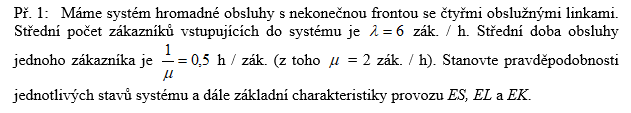 Př. 1: Máme systém hromadné obsluhy s nekonečnou frontou se čtyřmi obslužnými linkami.
Střední počet zákazníků vstupujících do systému je λ = 6 zák. / h. Střední doba obsluhy
jednoho zákazníka je 1/μ = 0,5 h / zák. (z toho μ = 2 zák. / h). Stanovte pravděpodobnosti
jednotlivých stavů systému a dále základní charakteristiky provozu ES, EL a EK.